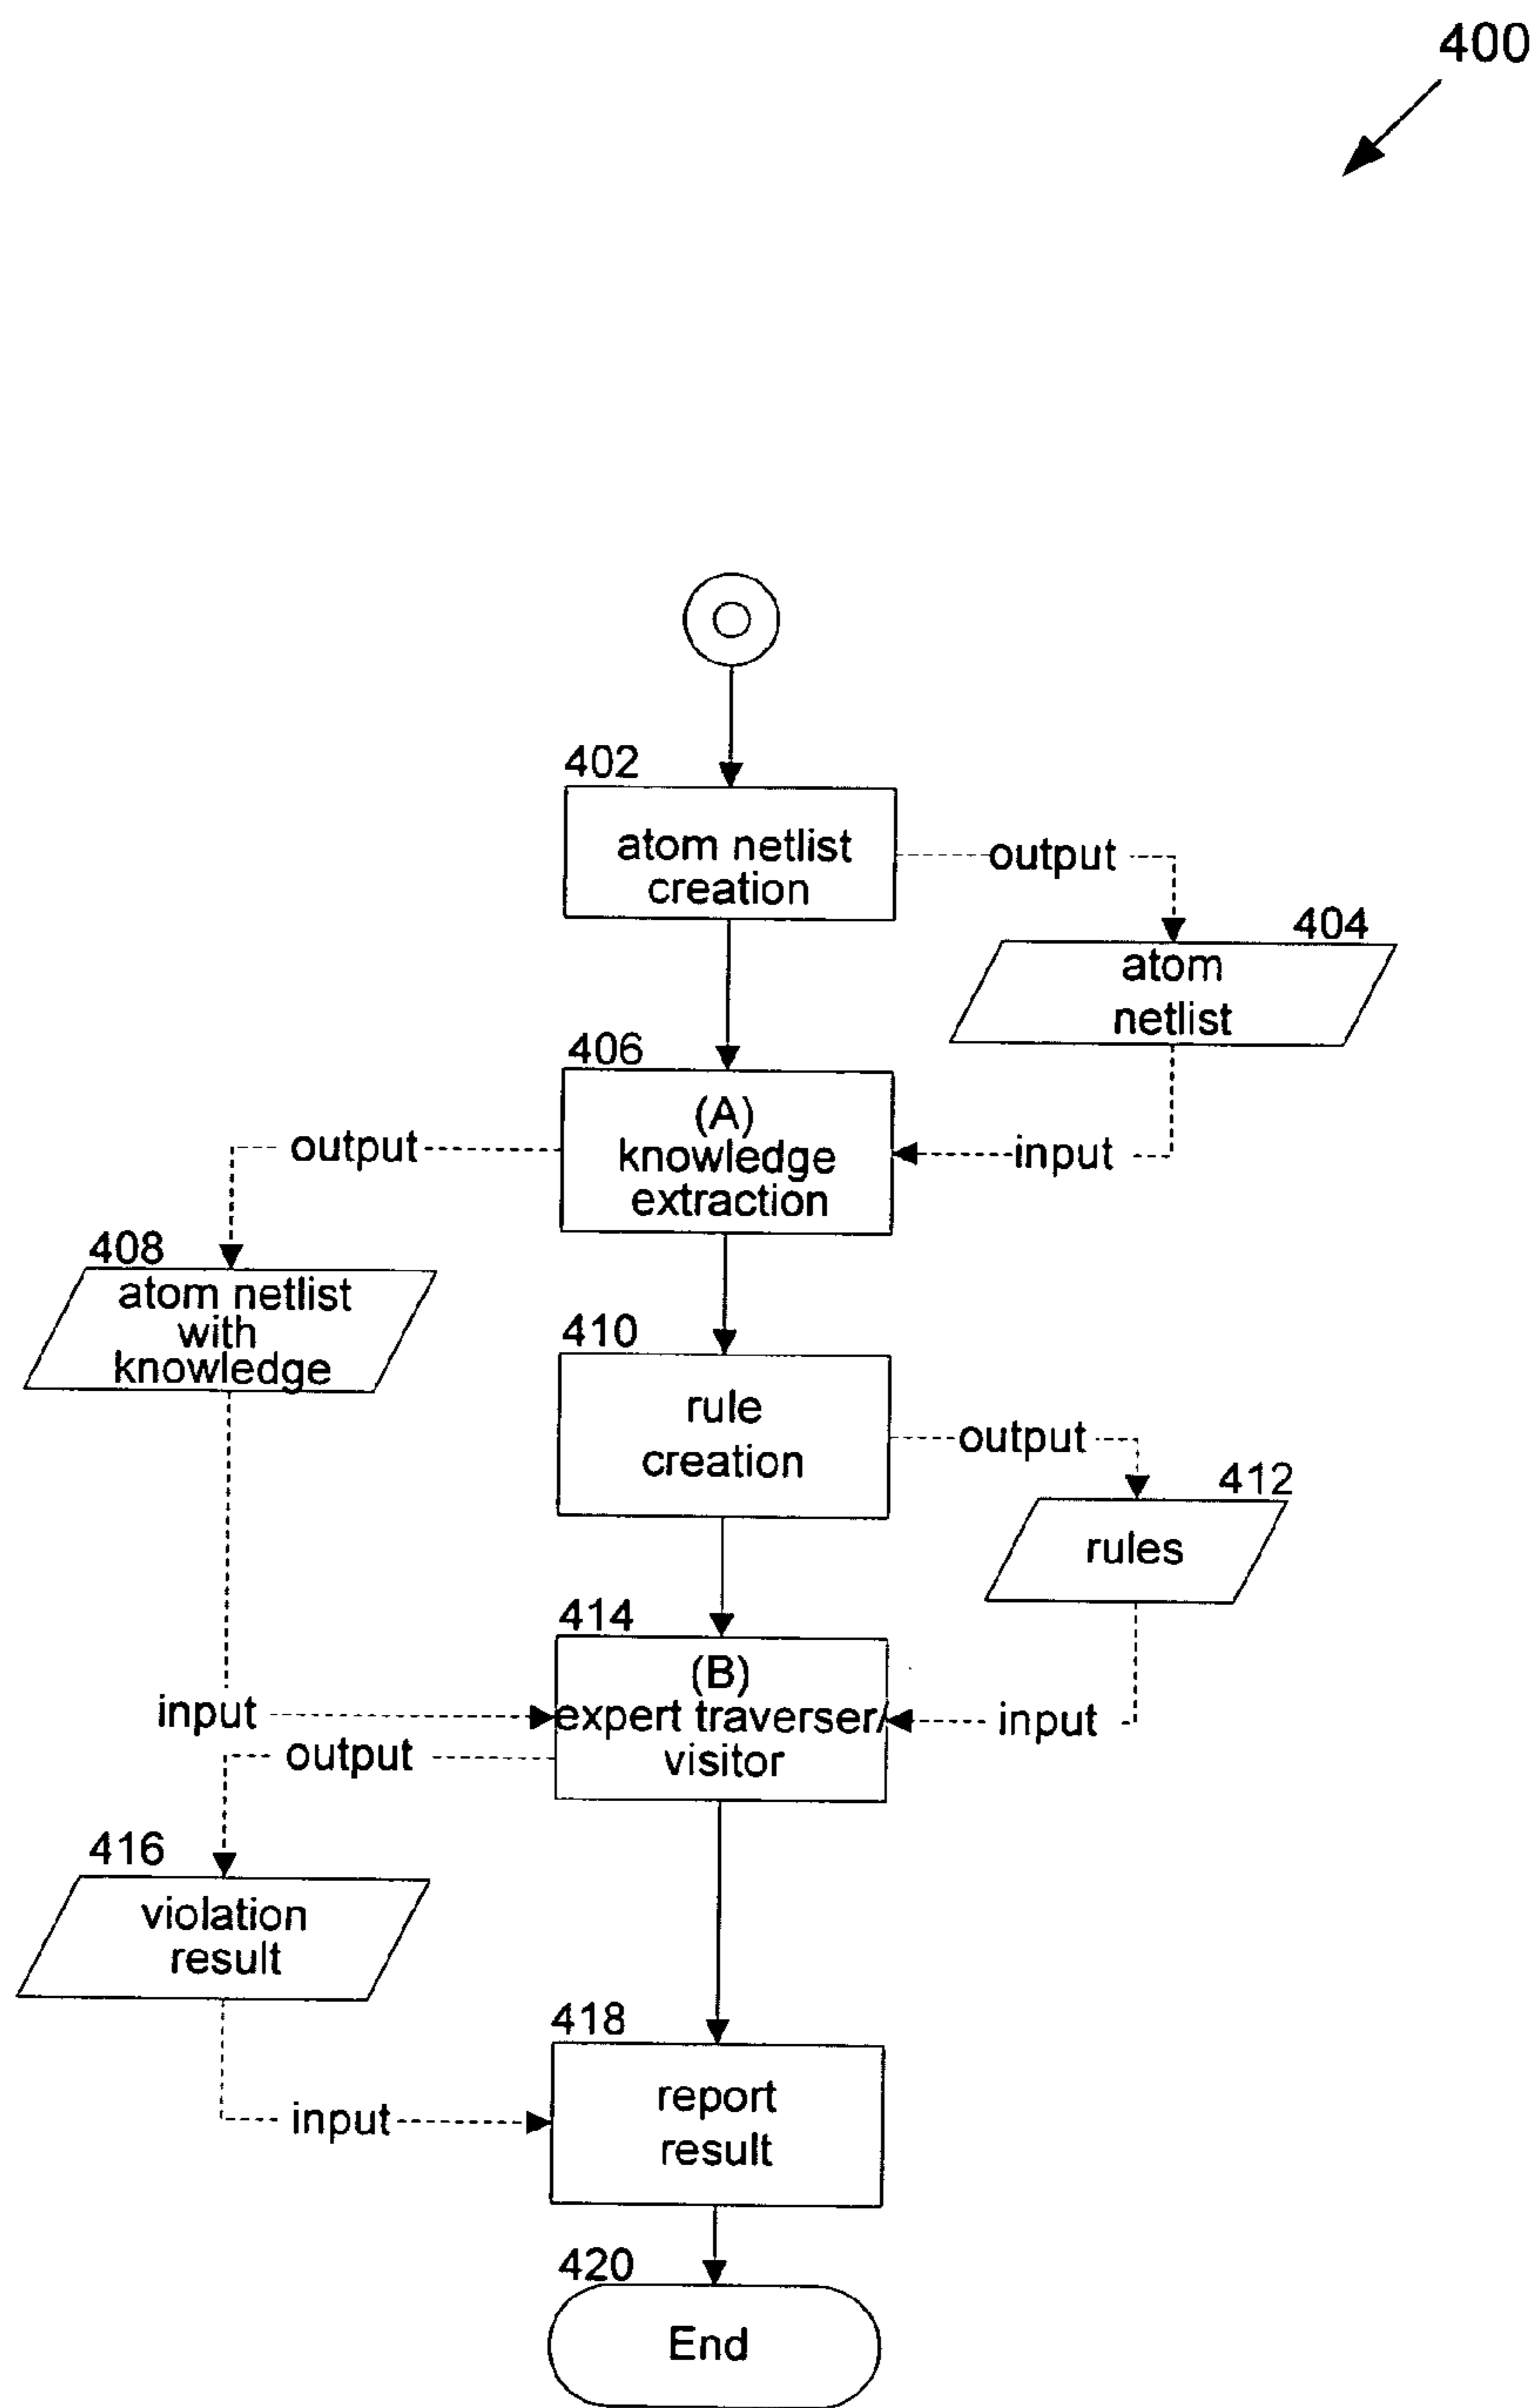 400
402
atom netlist
creation
output
404
atom
netlist
406
(A)
knowledge
extraction
input
output
408
atom netlist
with
knowledge
410
rule
creation
output
412
rules
414
(B)
expert traverser/
visitor
input
input
output
416
violation
result
418
report
result
input
420
End